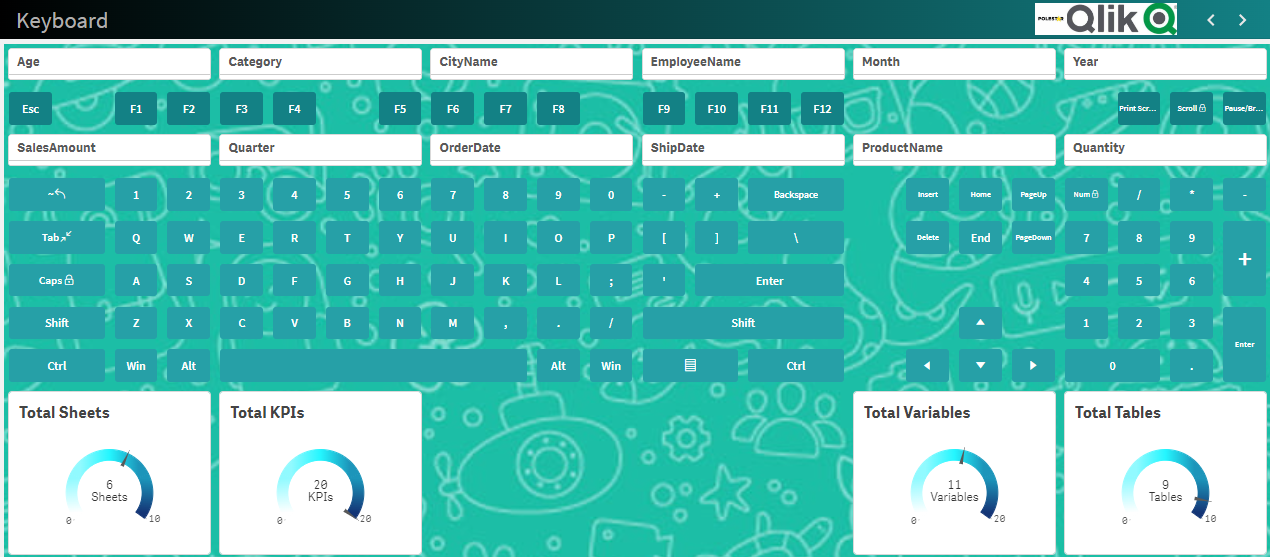 Keyboard
POLESTAR Qlik
Age Category CityName EmployeeName Month Year
Esc F1 F2 F3 F4 F5 F6 F7 F8 F9 F10 F11 F12 Print Scr... Scroll Pause/Br...
SalesAmount Quarter OrderDate ShipDate ProductName Quantity
~ 1 2 3 4 5 6 7 8 9 0 - + Backspace Insert Home PageUp Num / * -
Tab Q W E R T Y U I O P [ ] \ Delete End PageDown 7 8 9 +
Caps A S D F G H J K L ; ' Enter 4 5 6
Shift Z X C V B N M , . / Shift 1 2 3 Enter
Ctrl Win Alt Alt Win Ctrl 0 .
Total Sheets Total KPIs Total Variables Total Tables
6 20 11 9
Sheets KPIs Variables Tables
0 10 0 20 0 20 0 10